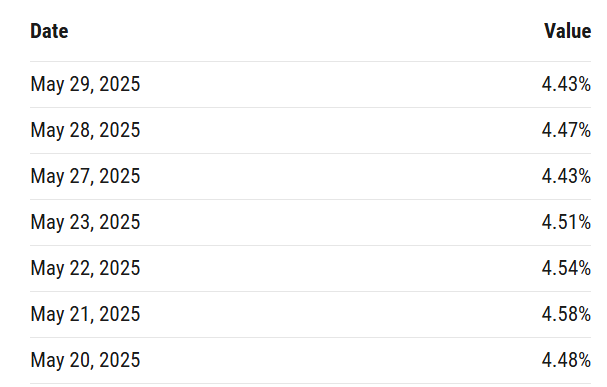 Date Value
May 29, 2025 4.43%
May 28, 2025 4.47%
May 27, 2025 4.43%
May 23, 2025 4.51%
May 22, 2025 4.54%
May 21, 2025 4.58%
May 20, 2025 4.48%